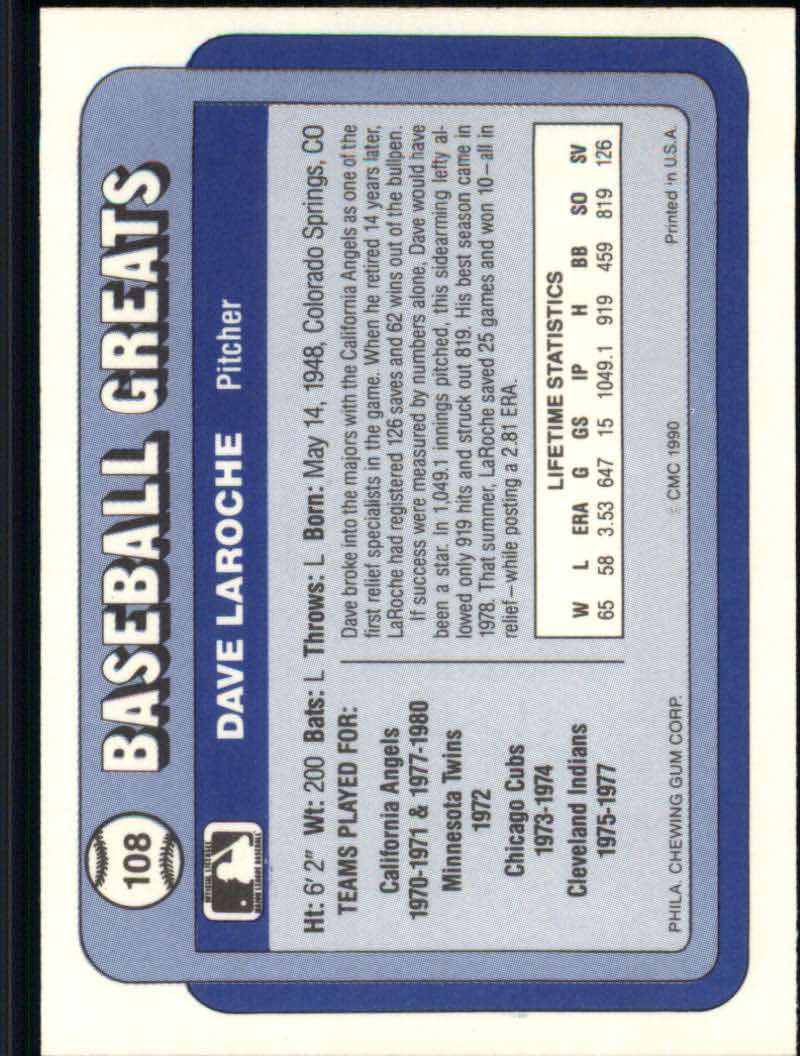 108
BASEBALL GREATS
DAVE LAROCHE Pitcher
Ht: 6' 2" Wt: 200 Bats: L Throws: L Born: May 14, 1948, Colorado Springs, CO
TEAMS PLAYED FOR:
California Angels
1970-1971 & 1977-1980
Minnesota Twins
1972
Chicago Cubs
1973-1974
Cleveland Indians
1975-1977
Dave broke into the majors with the California Angels as one of the
first relief specialists in the game. When he retired 14 years later,
LaRoche had registered 126 saves and 62 wins out of the bullpen.
If success were measured by numbers alone, Dave would have
been a star. In 1,049.1 innings pitched, this sidearming lefty al-
lowed only 919 hits and struck out 819. His best season came in
1978. That summer, LaRoche saved 25 games and won 10–all in
relief–while posting a 2.81 ERA.
LIFETIME STATISTICS
W L ERA G GS IP H BB SO SV
65 58 3.53 647 15 1049.1 919 459 819 126
PHILA. CHEWING GUM CORP. © CMC 1990 Printed in U.S.A.